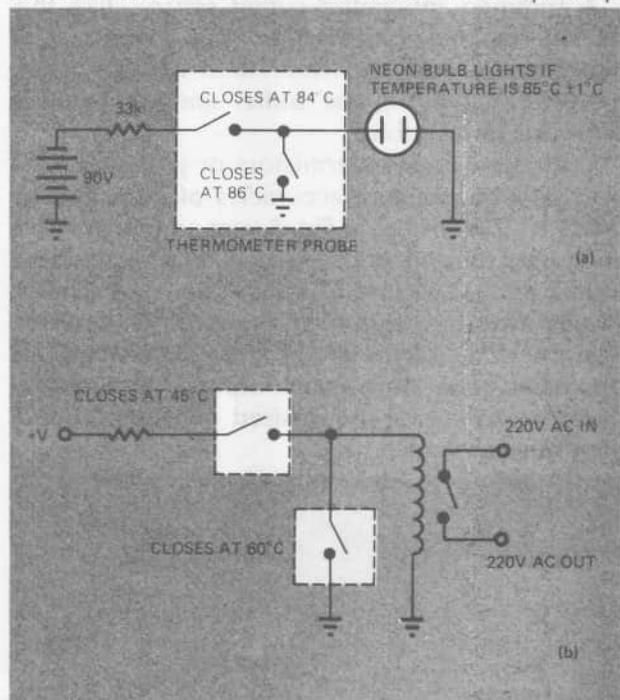 NEON BULB LIGHTS IF
TEMPERATURE IS 85°C ±1°C
33k
CLOSES AT 84°C
90V
CLOSES
AT 86°C
THERMOMETER PROBE
(a)
CLOSES AT 45°C
+V
220V AC IN
CLOSES AT 60°C
220V AC OUT
(b)